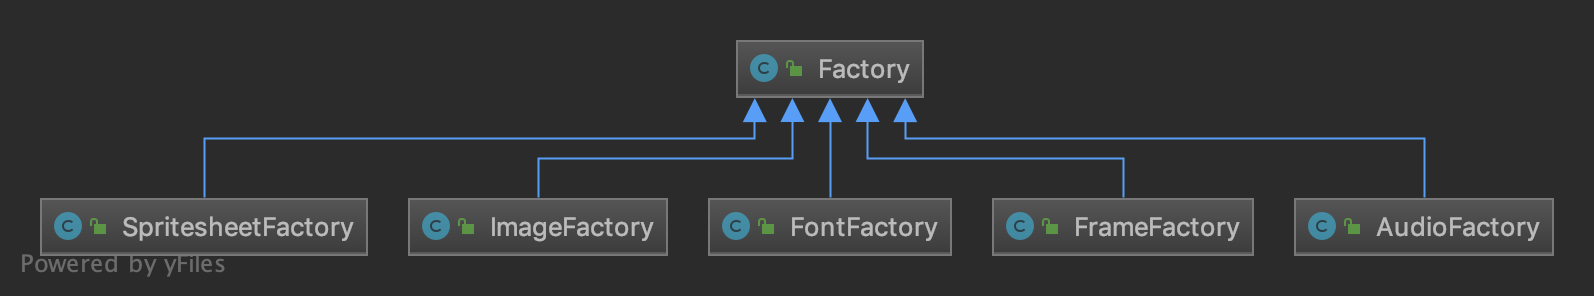 C Factory
C SpritesheetFactory
C ImageFactory
C FontFactory
C FrameFactory
C AudioFactory
Powered by yFiles